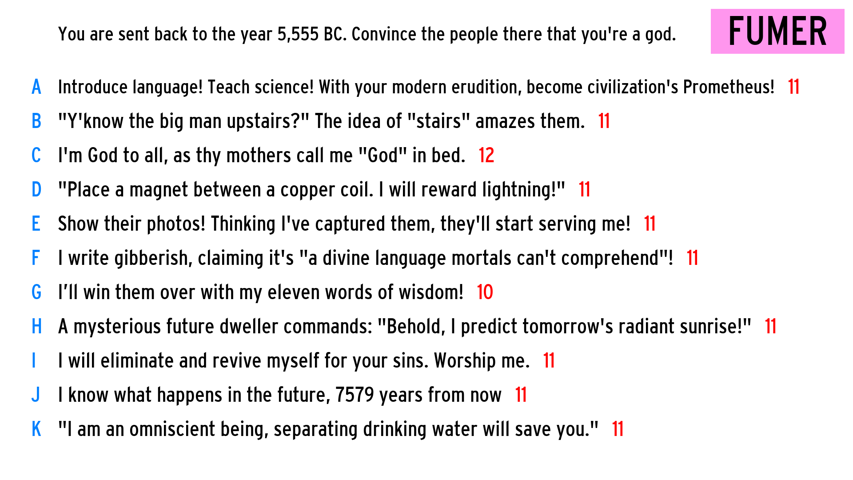 You are sent back to the year 5,555 BC. Convince the people there that you're a god.
FUMER
A Introduce language! Teach science! With your modern erudition, become civilization's Prometheus! 11
B "Y'know the big man upstairs?" The idea of "stairs" amazes them. 11
C I'm God to all, as thy mothers call me "God" in bed. 12
D "Place a magnet between a copper coil. I will reward lightning!" 11
E Show their photos! Thinking I've captured them, they'll start serving me! 11
F I write gibberish, claiming it's "a divine language mortals can't comprehend"! 11
G I’ll win them over with my eleven words of wisdom! 10
H A mysterious future dweller commands: "Behold, I predict tomorrow's radiant sunrise!" 11
I I will eliminate and revive myself for your sins. Worship me. 11
J I know what happens in the future, 7579 years from now 11
K "I am an omniscient being, separating drinking water will save you." 11